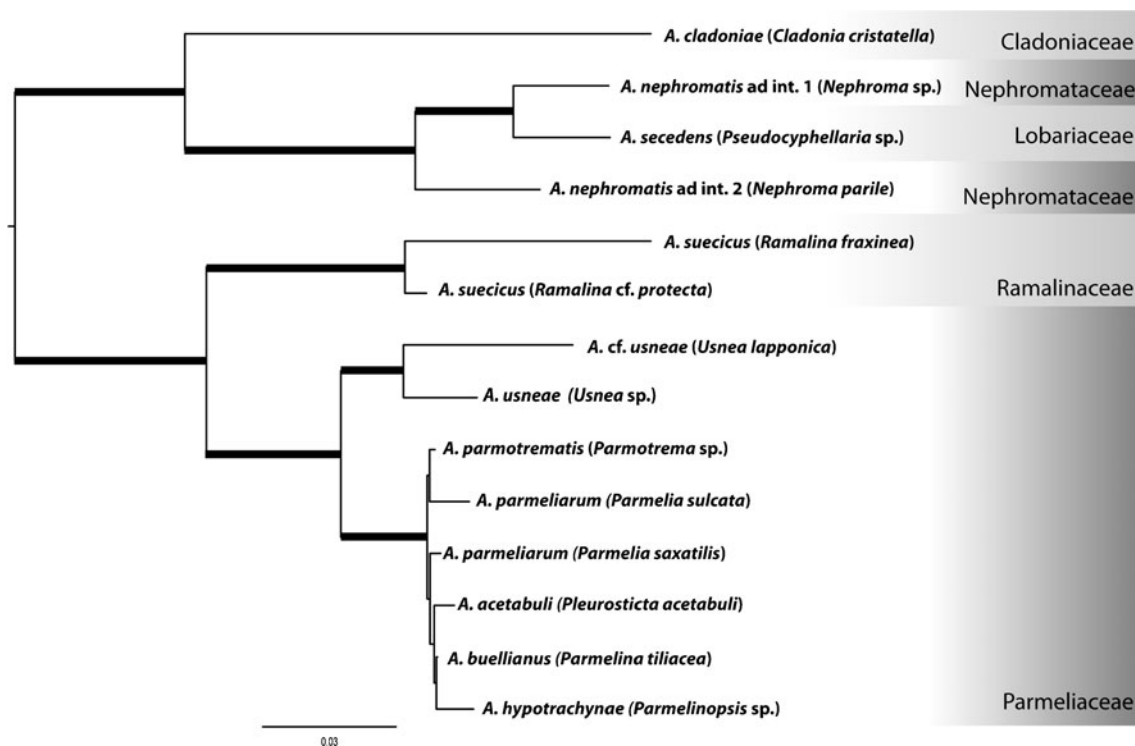 A. cladoniae (Cladonia cristatella)
Cladoniaceae
A. nephromatis ad int. 1 (Nephroma sp.)
Nephromataceae
A. secedens (Pseudocyphellaria sp.)
Lobariaceae
A. nephromatis ad int. 2 (Nephroma parile)
Nephromataceae
A. suecicus (Ramalina fraxinea)
A. suecicus (Ramalina cf. protecta)
Ramalinaceae
A. cf. usneae (Usnea lapponica)
A. usneae (Usnea sp.)
A. parmotrematis (Parmotrema sp.)
A. parmeliarum (Parmelia sulcata)
A. parmeliarum (Parmelia saxatilis)
A. acetabuli (Pleurosticta acetabuli)
A. buellianus (Parmelina tiliacea)
A. hypotrachynae (Parmelinopsis sp.)
Parmeliaceae
0.03